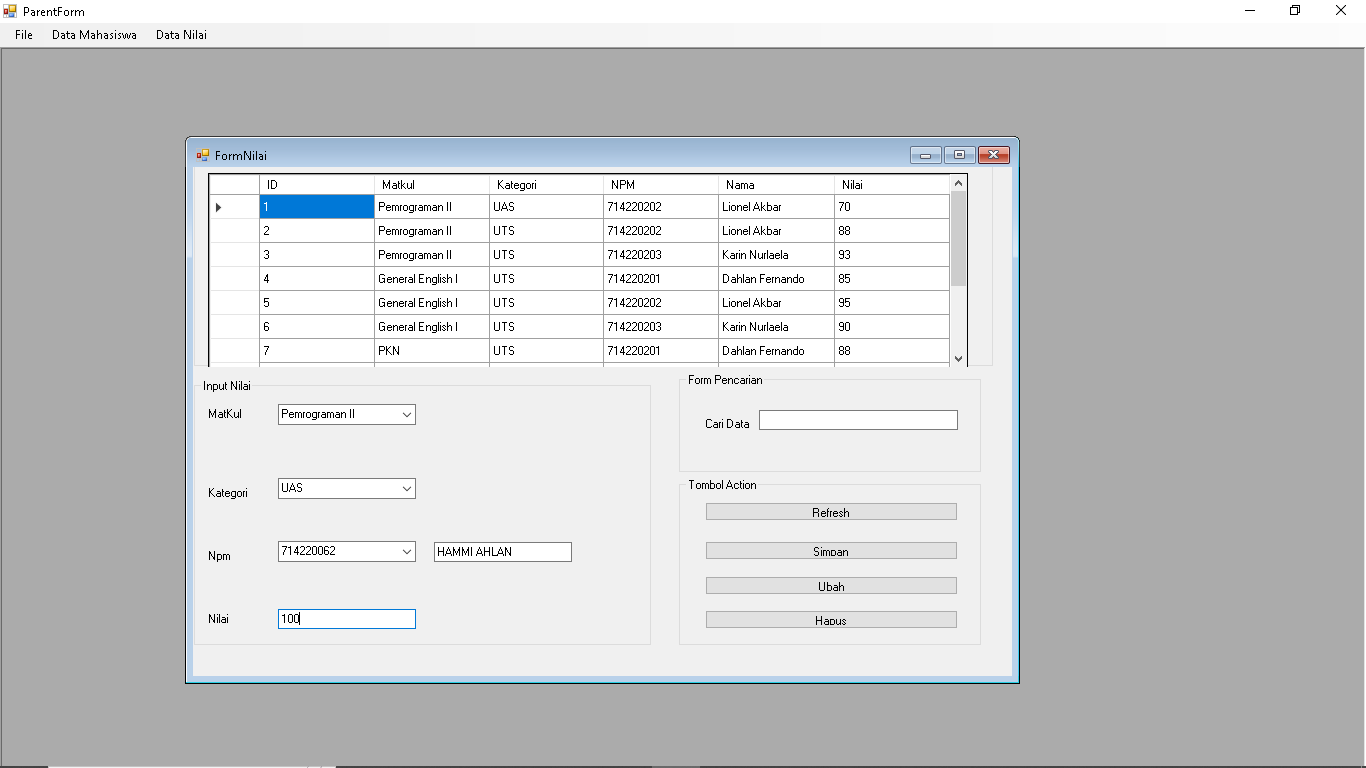 ParentForm
File Data Mahasiswa Data Nilai
FormNilai
ID Matkul Kategori NPM Nama Nilai
1 Pemrograman II UAS 714220202 Lionel Akbar 70
2 Pemrograman II UTS 714220202 Lionel Akbar 88
3 Pemrograman II UTS 714220203 Karin Nurlaela 93
4 General English I UTS 714220201 Dahlan Fernando 85
5 General English I UTS 714220202 Lionel Akbar 95
6 General English I UTS 714220203 Karin Nurlaela 90
7 PKN UTS 714220201 Dahlan Fernando 88
Input Nilai
MatKul Pemrograman II
Kategori UAS
Npm 714220062 HAMMI AHLAN
Nilai 100
Form Pencarian
Cari Data
Tombol Action
Refresh
Simpan
Ubah
Hapus